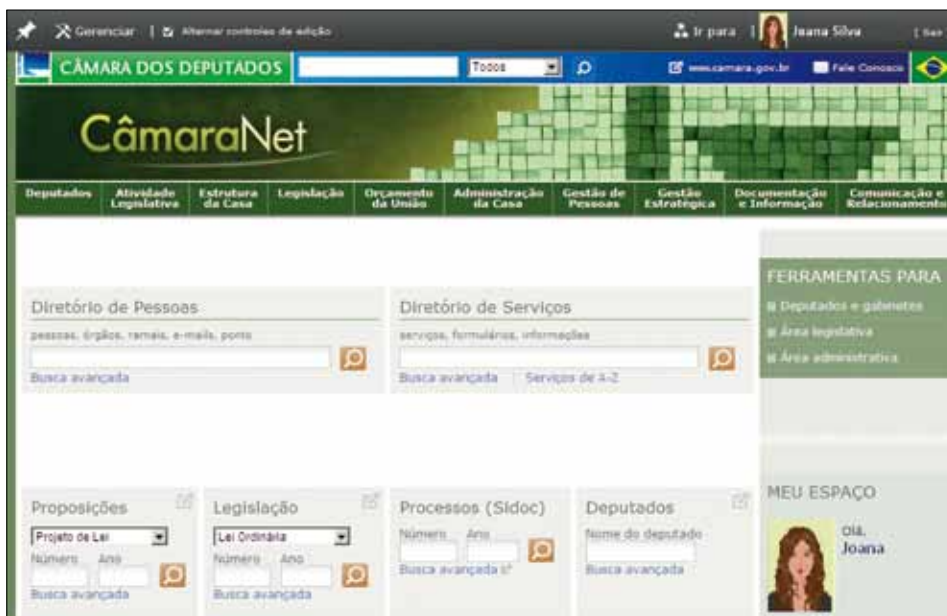 Gerenciar | Alternar controles de edição Ir para | Joana Silva [ Sair
CÂMARA DOS DEPUTADOS Todos www.camara.gov.br Fale Conosco
CâmaraNet
Deputados Atividade Legislativa Estrutura da Casa Legislação Orçamento da União Administração da Casa Gestão de Pessoas Gestão Estratégica Documentação e Informação Comunicação e Relacionamento
FERRAMENTAS PARA
Deputados e gabinetes
Área legislativa
Área administrativa
Diretório de Pessoas
pessoas, órgãos, ramais, e-mails, ponto
Busca avançada
Diretório de Serviços
serviços, formulários, informações
Busca avançada | Serviços de A-Z
Proposições
Projeto de Lei
Número Ano
Busca avançada
Legislação
Lei Ordinária
Número Ano
Busca avançada
Processos (Sidoc)
Número Ano
Busca avançada
Deputados
Nome do deputado
Busca avançada
MEU ESPAÇO
Olá,
Joana